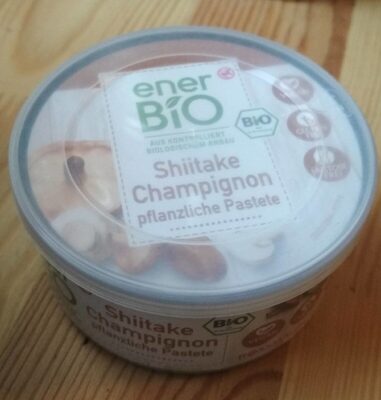 ener
BiO
AUS KONTROLLIERT
BIOLOGISCHEM ANBAU
BiO
Shiitake
Champignon
pflanzliche Pastete
Shiitake
Champignon
pflanzliche Pastete
BiO